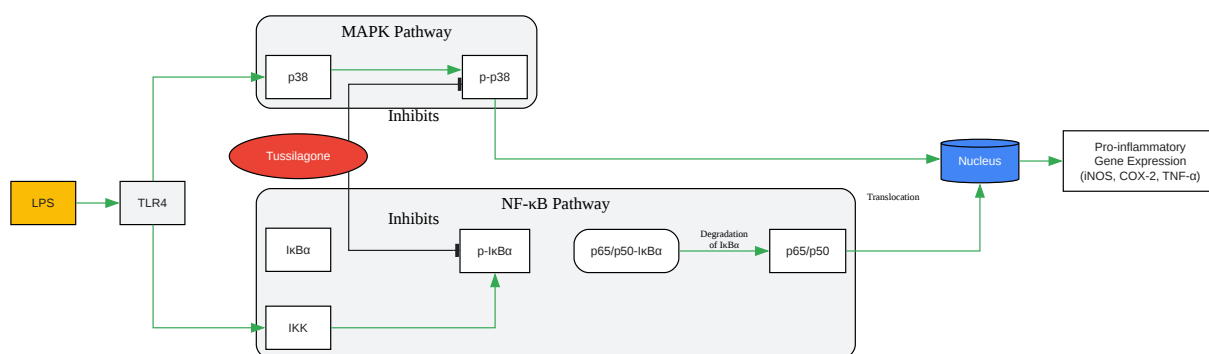 MAPK Pathway
p38
p-p38
Inhibits
Tussilagone
Nucleus
Pro-inflammatory
Gene Expression
(iNOS, COX-2, TNF-α)
LPS
TLR4
NF-κB Pathway
Translocation
Inhibits
IκBα
p-IκBα
p65/p50-IκBα
Degradation
of IκBα
p65/p50
IKK